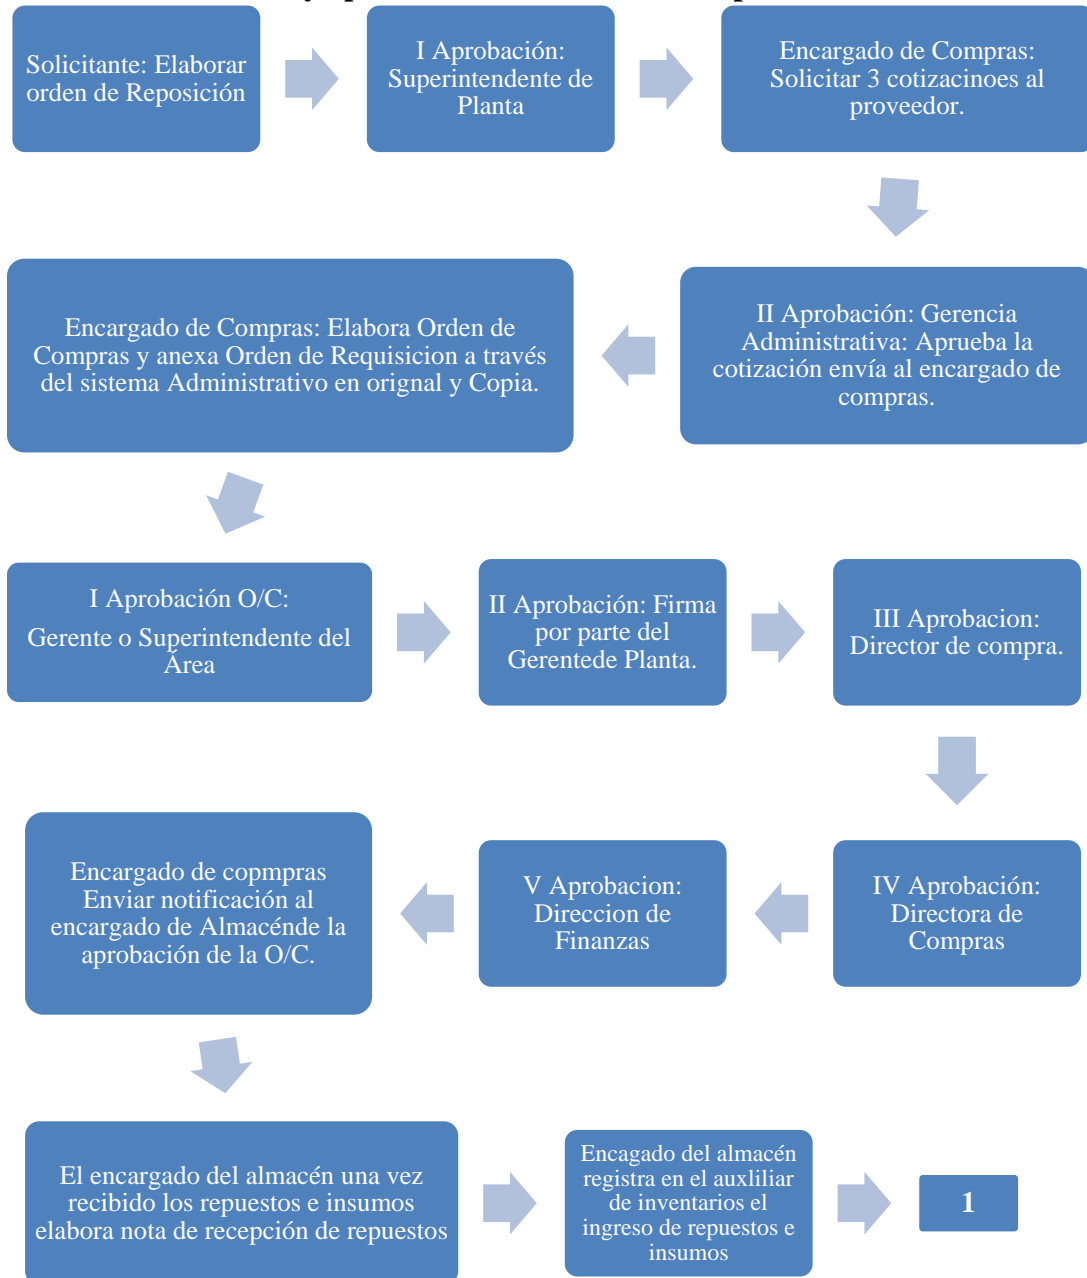 Solicitante: Elaborar
orden de Reposición
I Aprobación:
Superintendente de
Planta
Encargado de Compras:
Solicitar 3 cotizacinoes al
proveedor.
II Aprobación: Gerencia
Administrativa: Aprueba la
cotización envía al encargado de
compras.
Encargado de Compras: Elabora Orden de
Compras y anexa Orden de Requisicion a través
del sistema Administrativo en orignal y Copia.
I Aprobación O/C:
Gerente o Superintendente del
Área
II Aprobación: Firma
por parte del
Gerentede Planta.
III Aprobacion:
Director de compra.
IV Aprobación:
Directora de
Compras
V Aprobacion:
Direccion de
Finanzas
Encargado de copmpras
Enviar notificación al
encargado de Almacénde la
aprobación de la O/C.
El encargado del almacén una vez
recibido los repuestos e insumos
elabora nota de recepción de repuestos
Encagado del almacén
registra en el auxliliar
de inventarios el
ingreso de repuestos e
insumos
1